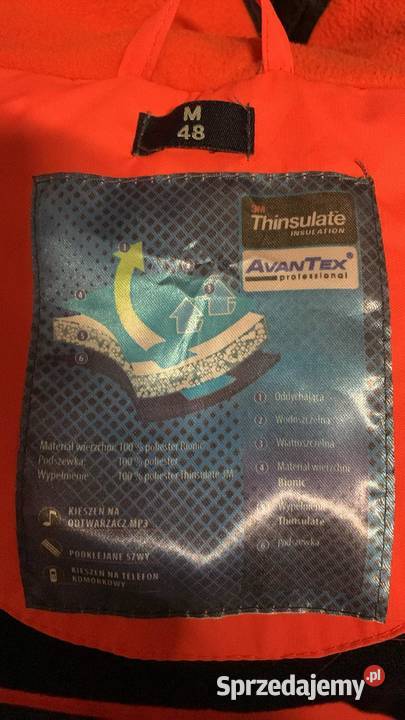 M
48
3M
Thinsulate
INSULATION
AVANTEX®
professional
1
4
3
5
6
1 Oddychająca
2 Wodoszczelna
3 Wiatroszczelna
4 Materiał wierzchni
Bionic
5 Wypełnienie
Thinsulate
6 Podszewka
Materiał wierzchni: 100 % poliester Bionic
Podszewka: 100 % poliester
Wypełnienie: 100 % poliester Thinsulate 3M
KIESZEŃ NA
ODTWARZACZ MP3
PODKLEJANE SZWY
KIESZEŃ NA TELEFON
KOMÓRKOWY
Sprzedajemy.pl